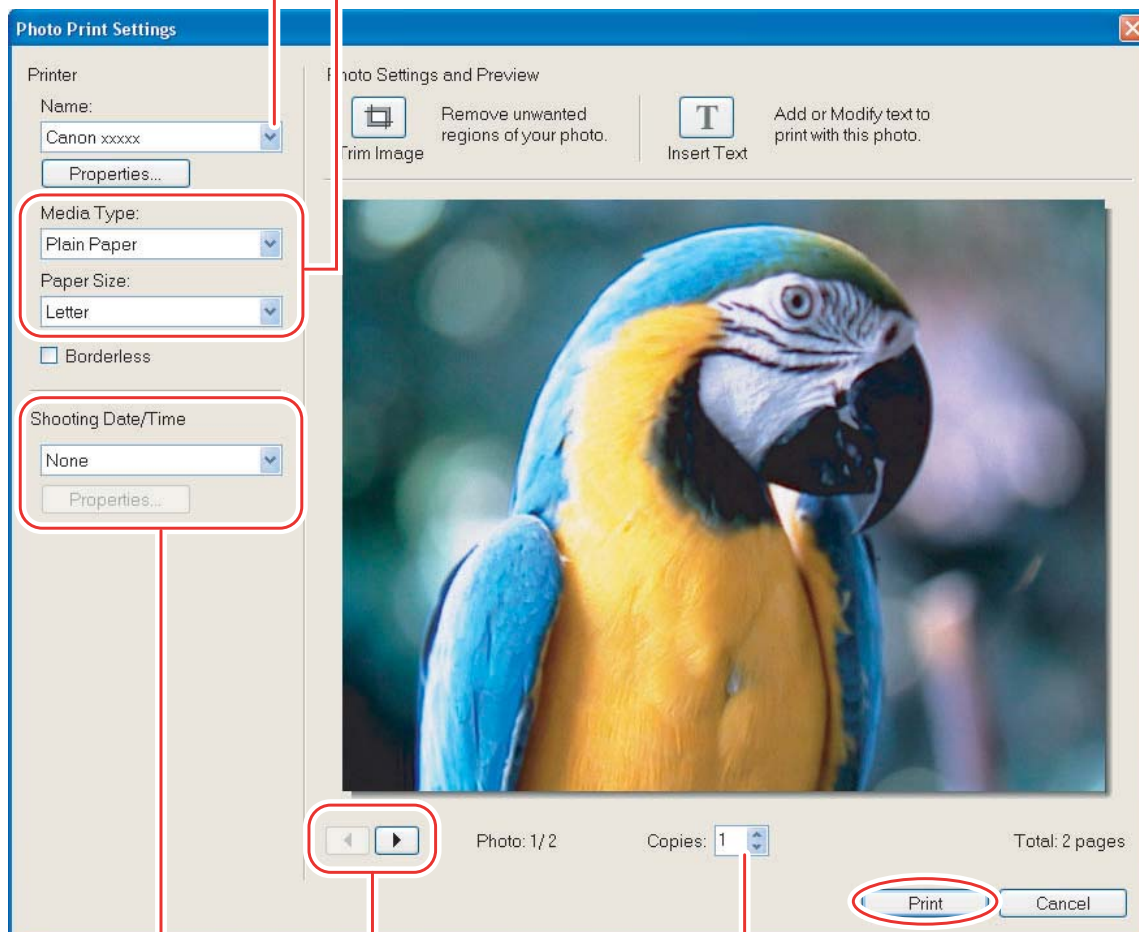 Photo Print Settings
Printer
Name:
Canon xxxxx
Properties...
Media Type:
Plain Paper
Paper Size:
Letter
Borderless
Shooting Date/Time
None
Properties...
Photo Settings and Preview
Trim Image
Remove unwanted
regions of your photo.
T
Insert Text
Add or Modify text to
print with this photo.
Photo: 1/2
Copies: 1
Total: 2 pages
Print
Cancel